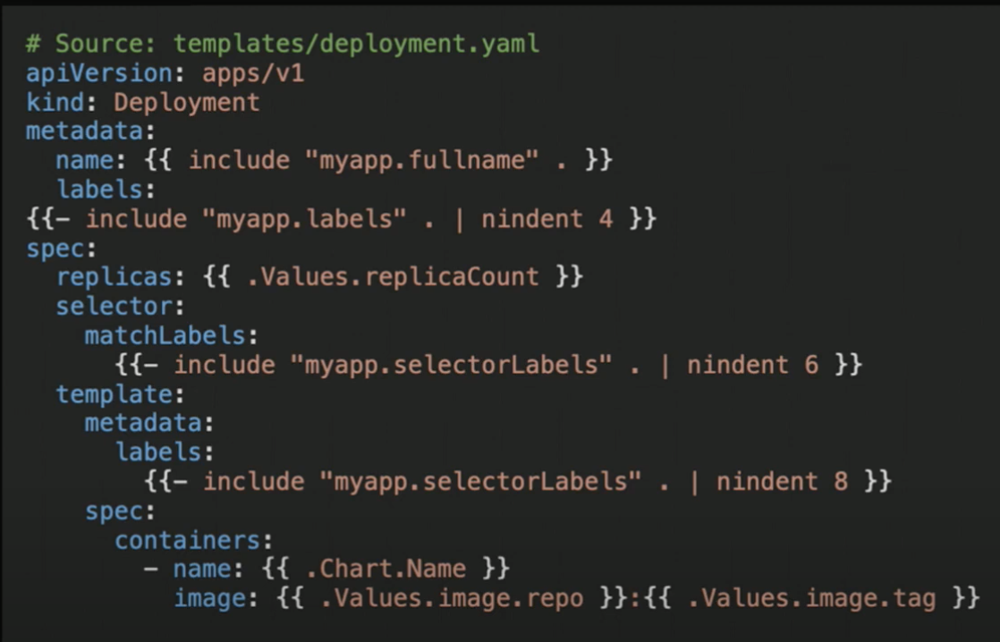 # Source: templates/deployment.yaml
apiVersion: apps/v1
kind: Deployment
metadata:
  name: {{ include "myapp.fullname" . }}
  labels:
{{- include "myapp.labels" . | nindent 4 }}
spec:
  replicas: {{ .Values.replicaCount }}
  selector:
    matchLabels:
      {{- include "myapp.selectorLabels" . | nindent 6 }}
  template:
    metadata:
      labels:
        {{- include "myapp.selectorLabels" . | nindent 8 }}
    spec:
      containers:
        - name: {{ .Chart.Name }}
          image: {{ .Values.image.repo }}:{{ .Values.image.tag }}